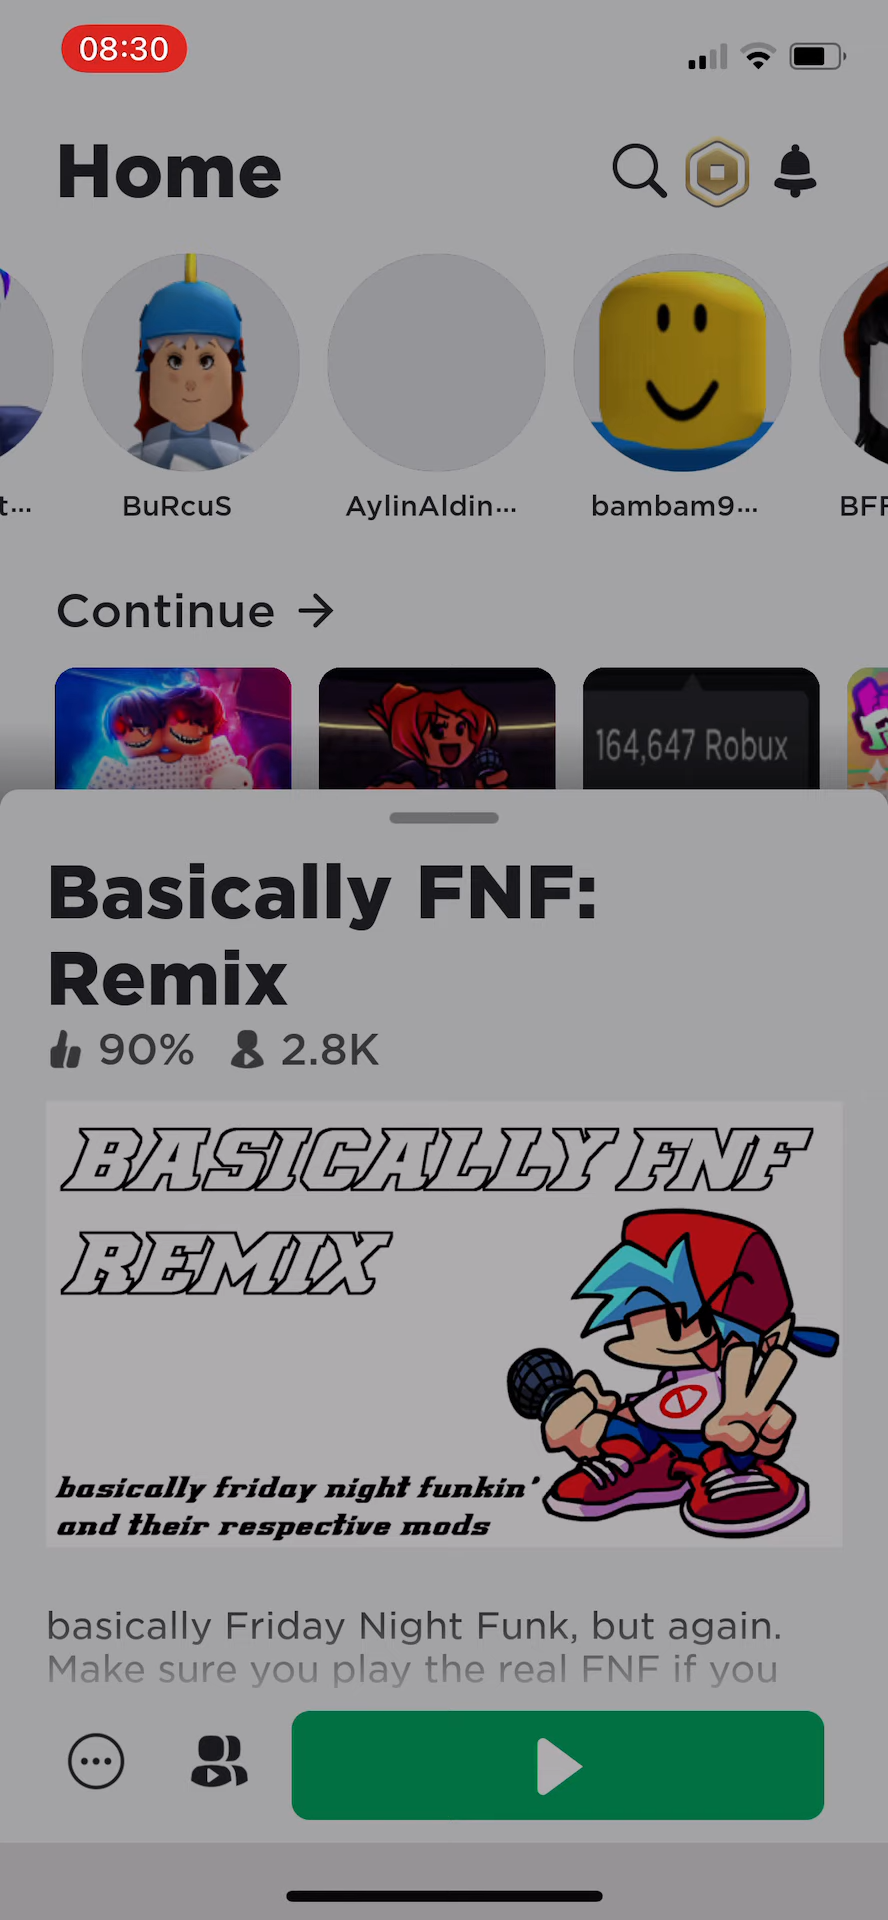 08:30
Home
t...
BuRcuS
AylinAldin...
bambam9...
BFF
Continue →
164,647 Robux
Basically FNF:
Remix
90% 2.8K
BASICALLY FNF
REMIX
basically friday night funkin'
and their respective mods
basically Friday Night Funk, but again.
Make sure you play the real FNF if you